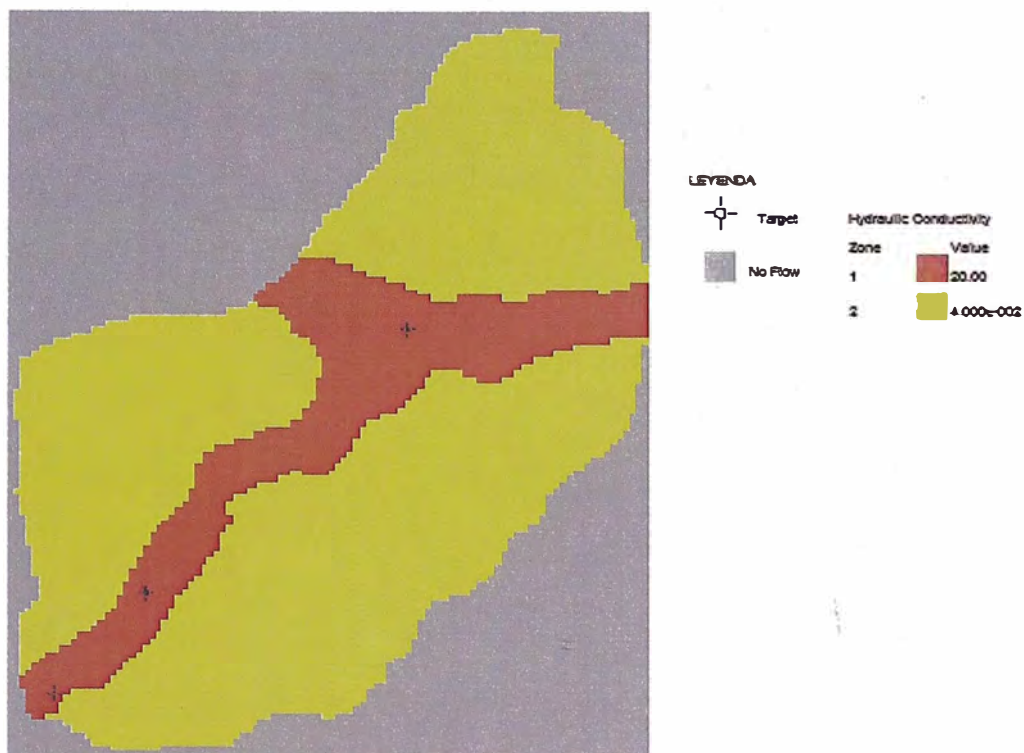 LEYENDA
Target
No Flow
Hydraulic Conductivity
Zone Value
1 20.00
2 4.000e-002